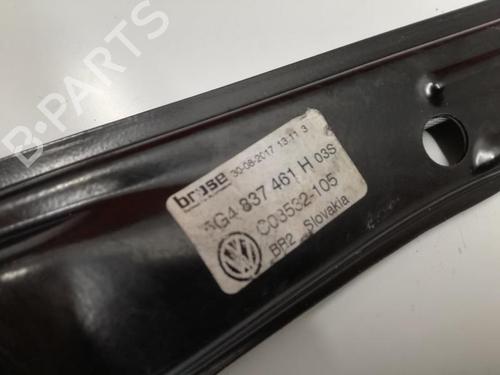 B-PARTS
brose 30-08-2017 13:11 3
3G4 837 461 H 03S
C03532-105
BR2 Slovakia